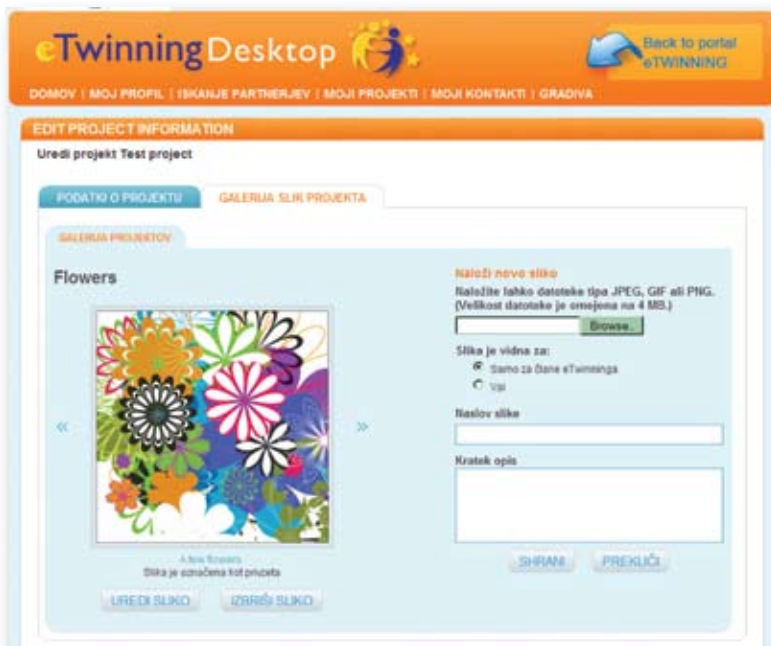 eTwinning Desktop
Back to portal
eTWINNING
DOMOV | MOJ PROFIL | ISKANJE PARTNERJEV | MOJI PROJEKTI | MOJI KONTAKTI | GRADIVA
EDIT PROJECT INFORMATION
Uredi projekt Test project
PODATKI O PROJEKTU
GALERIJA SLIK PROJEKTA
GALERIJA PROJEKTOV
Flowers
«
»
A few flowers
Slika je označena kot privzeta
UREDI SLIKO
IZBRIŠI SLIKO
Naloži novo sliko
Naložite lahko datoteke tipa JPEG, GIF ali PNG.
(Velikost datoteke je omejena na 4 MB.)
Browse..
Slika je vidna za:
Samo za člane eTwinninga
Vsi
Naslov slike
Kratek opis
SHRANI
PREKLIČI